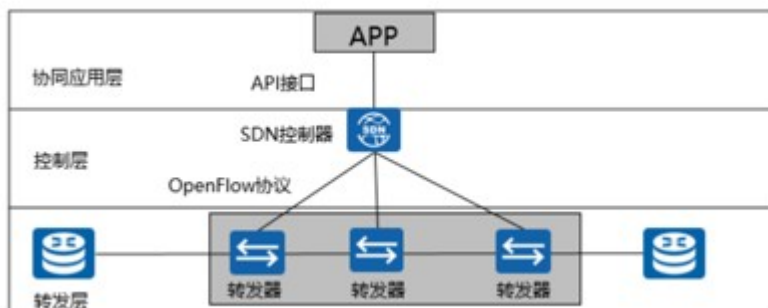 APP
协同应用层
API接口
SDN控制器
SDN
控制层
OpenFlow协议
转发器 转发器 转发器
转发层